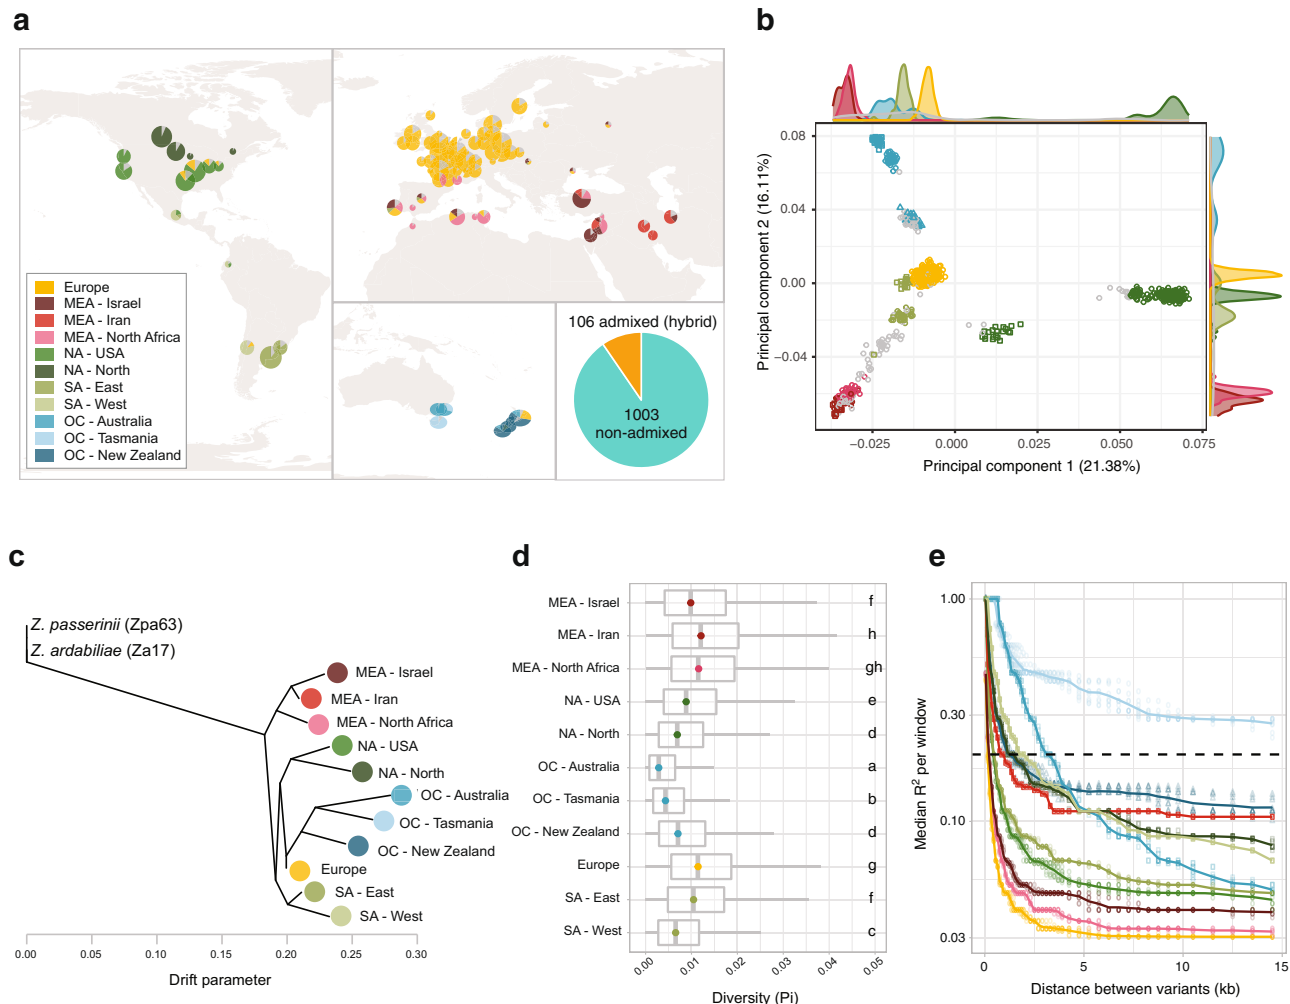 a
Europe
MEA - Israel
MEA - Iran
MEA - North Africa
NA - USA
NA - North
SA - East
SA - West
OC - Australia
OC - Tasmania
OC - New Zealand
106 admixed (hybrid)
1003
non-admixed
b
Principal component 2 (16.11%)
0.08
0.04
0.00
−0.04
−0.025
0.000
0.025
0.050
0.075
Principal component 1 (21.38%)
c
Z. passerinii (Zpa63)
Z. ardabiliae (Za17)
MEA - Israel
MEA - Iran
MEA - North Africa
NA - USA
NA - North
OC - Australia
OC - Tasmania
OC - New Zealand
Europe
SA - East
SA - West
0.00
0.05
0.10
0.15
0.20
0.25
0.30
Drift parameter
d
MEA - Israel f
MEA - Iran h
MEA - North Africa gh
NA - USA e
NA - North d
OC - Australia a
OC - Tasmania b
OC - New Zealand d
Europe g
SA - East f
SA - West c
0.00
0.01
0.02
0.03
0.04
0.05
Diversity (Pi)
e
Median R² per window
1.00
0.30
0.10
0.03
0
5
10
15
Distance between variants (kb)